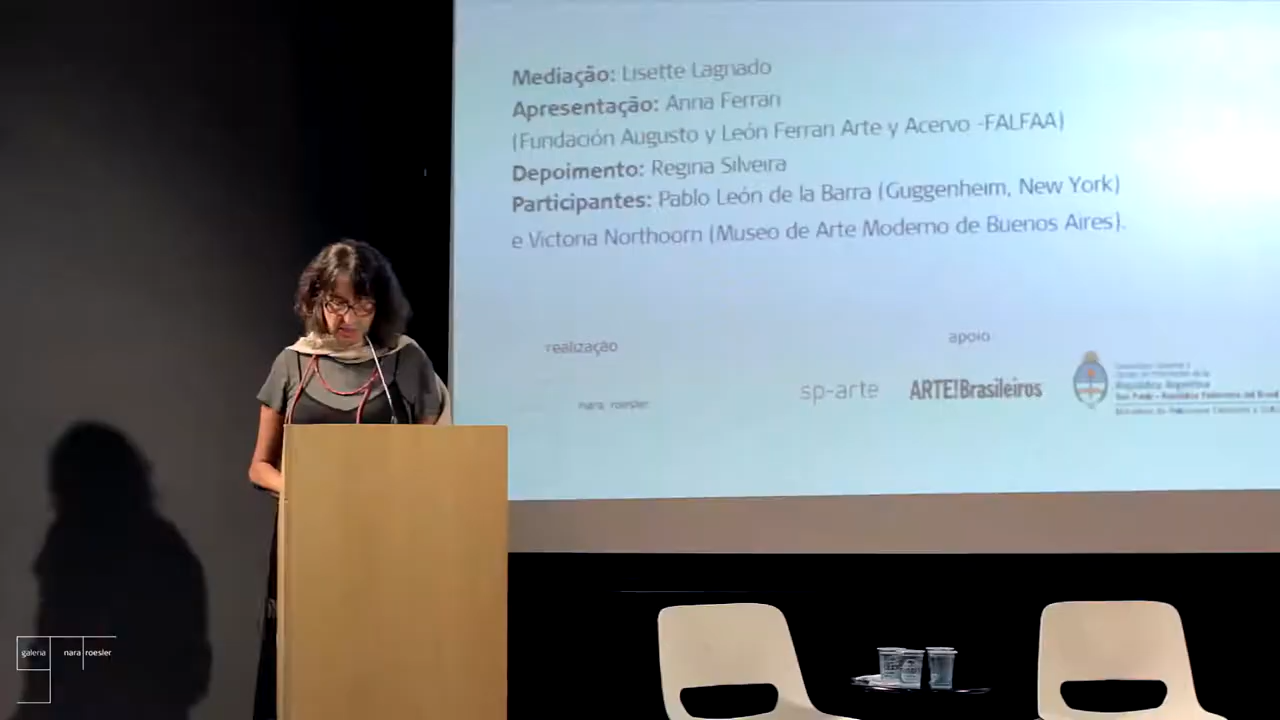 Mediação: Lisette Lagnado
Apresentação: Anna Ferrari
(Fundación Augusto y León Ferrari Arte y Acervo -FALFAA)
Depoimento: Regina Silveira
Participantes: Pablo León de la Barra (Guggenheim, New York)
e Victoria Northoorn (Museo de Arte Moderno de Buenos Aires).
realização
apoio
nara roesler
sp-arte
ARTE!Brasileiros
República Argentina
galeria
nara roesler